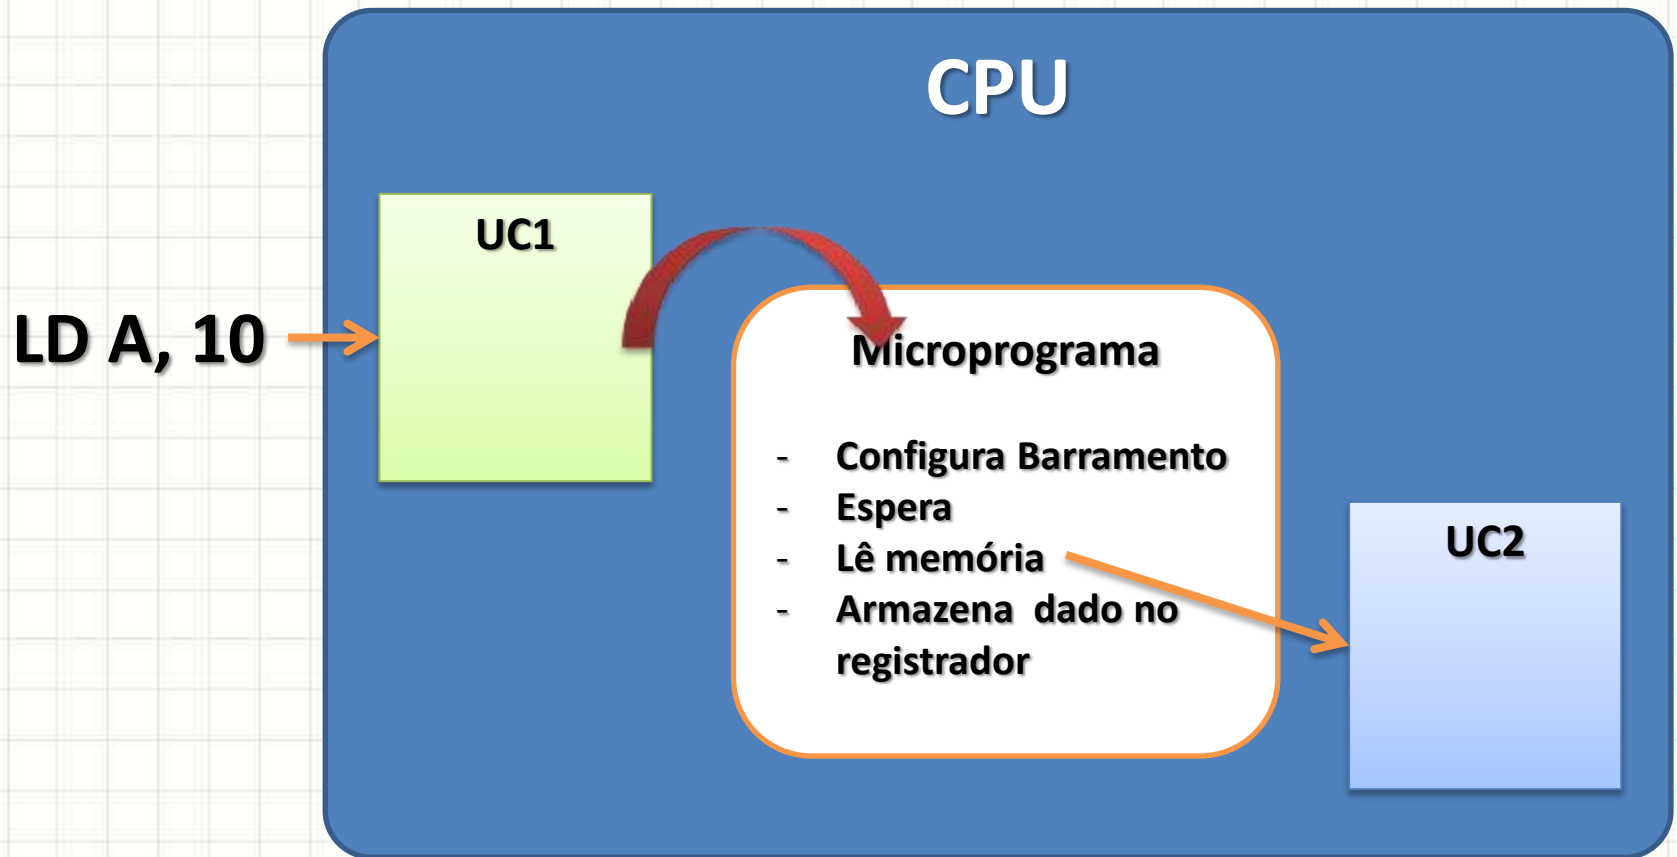 CPU
UC1
LD A, 10
Microprograma
- Configura Barramento
- Espera
- Lê memória
- Armazena dado no
registrador
UC2